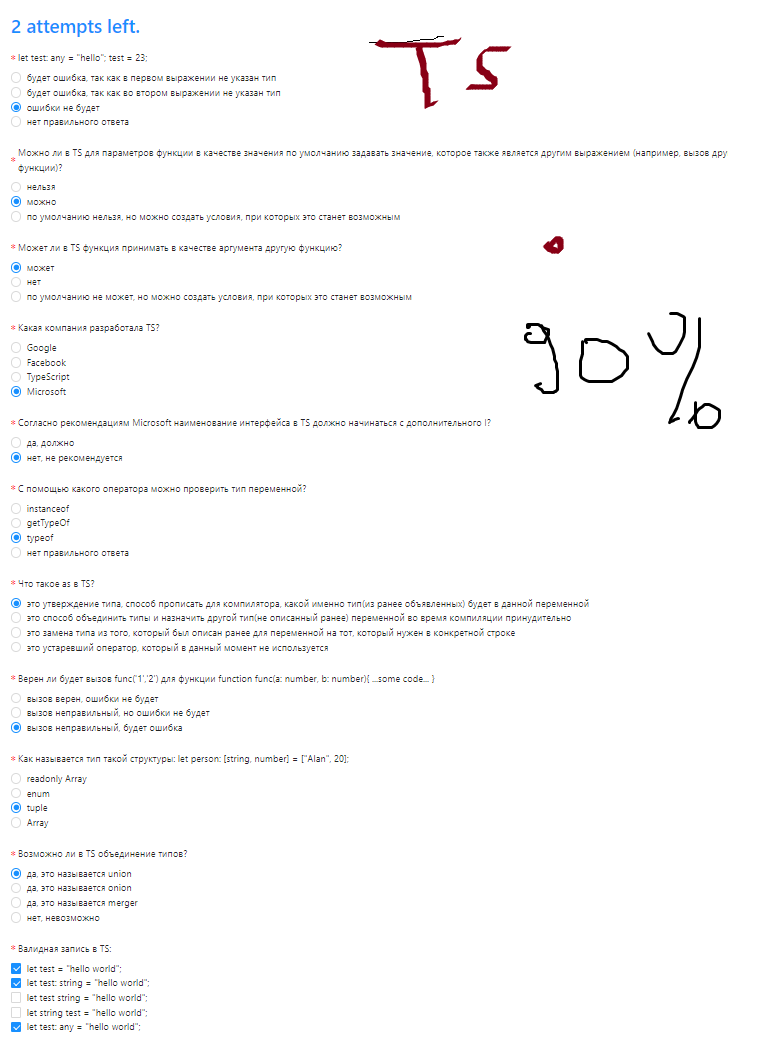 2 attempts left.
TS
* let test: any = "hello"; test = 23;
будет ошибка, так как в первом выражении не указан тип
будет ошибка, так как во втором выражении не указан тип
ошибки не будет
нет правильного ответа
* Можно ли в TS для параметров функции в качестве значения по умолчанию задавать значение, которое также является другим выражением (например, вызов дру
функции)?
нельзя
можно
по умолчанию нельзя, но можно создать условия, при которых это станет возможным
* Может ли в TS функция принимать в качестве аргумента другую функцию?
может
нет
по умолчанию не может, но можно создать условия, при которых это станет возможным
* Какая компания разработала TS?
Google
Facebook
TypeScript
Microsoft
90%
* Согласно рекомендациям Microsoft наименование интерфейса в TS должно начинаться с дополнительного I?
да, должно
нет, не рекомендуется
* С помощью какого оператора можно проверить тип переменной?
instanceof
getTypeOf
typeof
нет правильного ответа
* Что такое as в TS?
это утверждение типа, способ прописать для компилятора, какой именно тип(из ранее объявленных) будет в данной переменной
это способ объединить типы и назначить другой тип(не описанный ранее) переменной во время компиляции принудительно
это замена типа из того, который был описан ранее для переменной на тот, который нужен в конкретной строке
это устаревший оператор, который в данный момент не используется
* Верен ли будет вызов func('1','2') для функции function func(a: number, b: number){ ...some code... }
вызов верен, ошибки не будет
вызов неправильный, но ошибки не будет
вызов неправильный, будет ошибка
* Как называется тип такой структуры: let person: [string, number] = ["Alan", 20];
readonly Array
enum
tuple
Array
* Возможно ли в TS объединение типов?
да, это называется union
да, это называется onion
да, это называется merger
нет, невозможно
* Валидная запись в TS:
let test = "hello world";
let test: string = "hello world";
let test string = "hello world";
let string test = "hello world";
let test: any = "hello world";